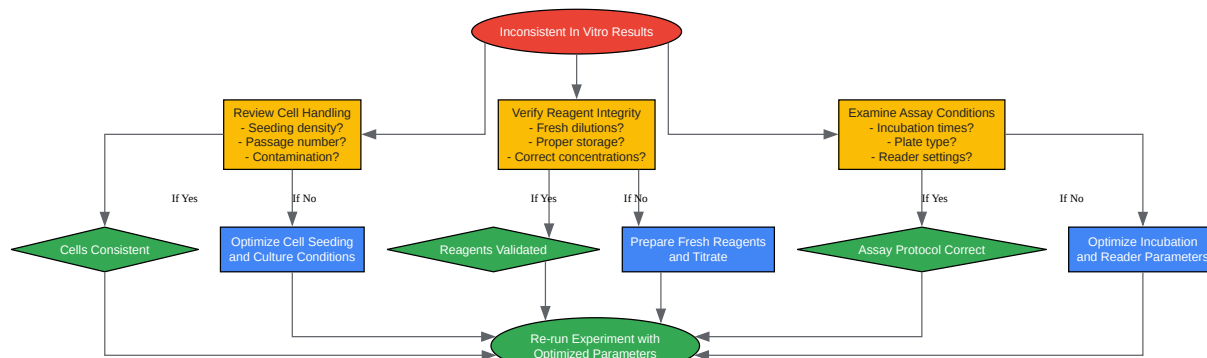 Inconsistent In Vitro Results
Review Cell Handling
- Seeding density?
- Passage number?
- Contamination?
Verify Reagent Integrity
- Fresh dilutions?
- Proper storage?
- Correct concentrations?
Examine Assay Conditions
- Incubation times?
- Plate type?
- Reader settings?
If Yes
If No
If Yes
If No
If Yes
If No
Cells Consistent
Optimize Cell Seeding
and Culture Conditions
Reagents Validated
Prepare Fresh Reagents
and Titrate
Assay Protocol Correct
Optimize Incubation
and Reader Parameters
Re-run Experiment with
Optimized Parameters